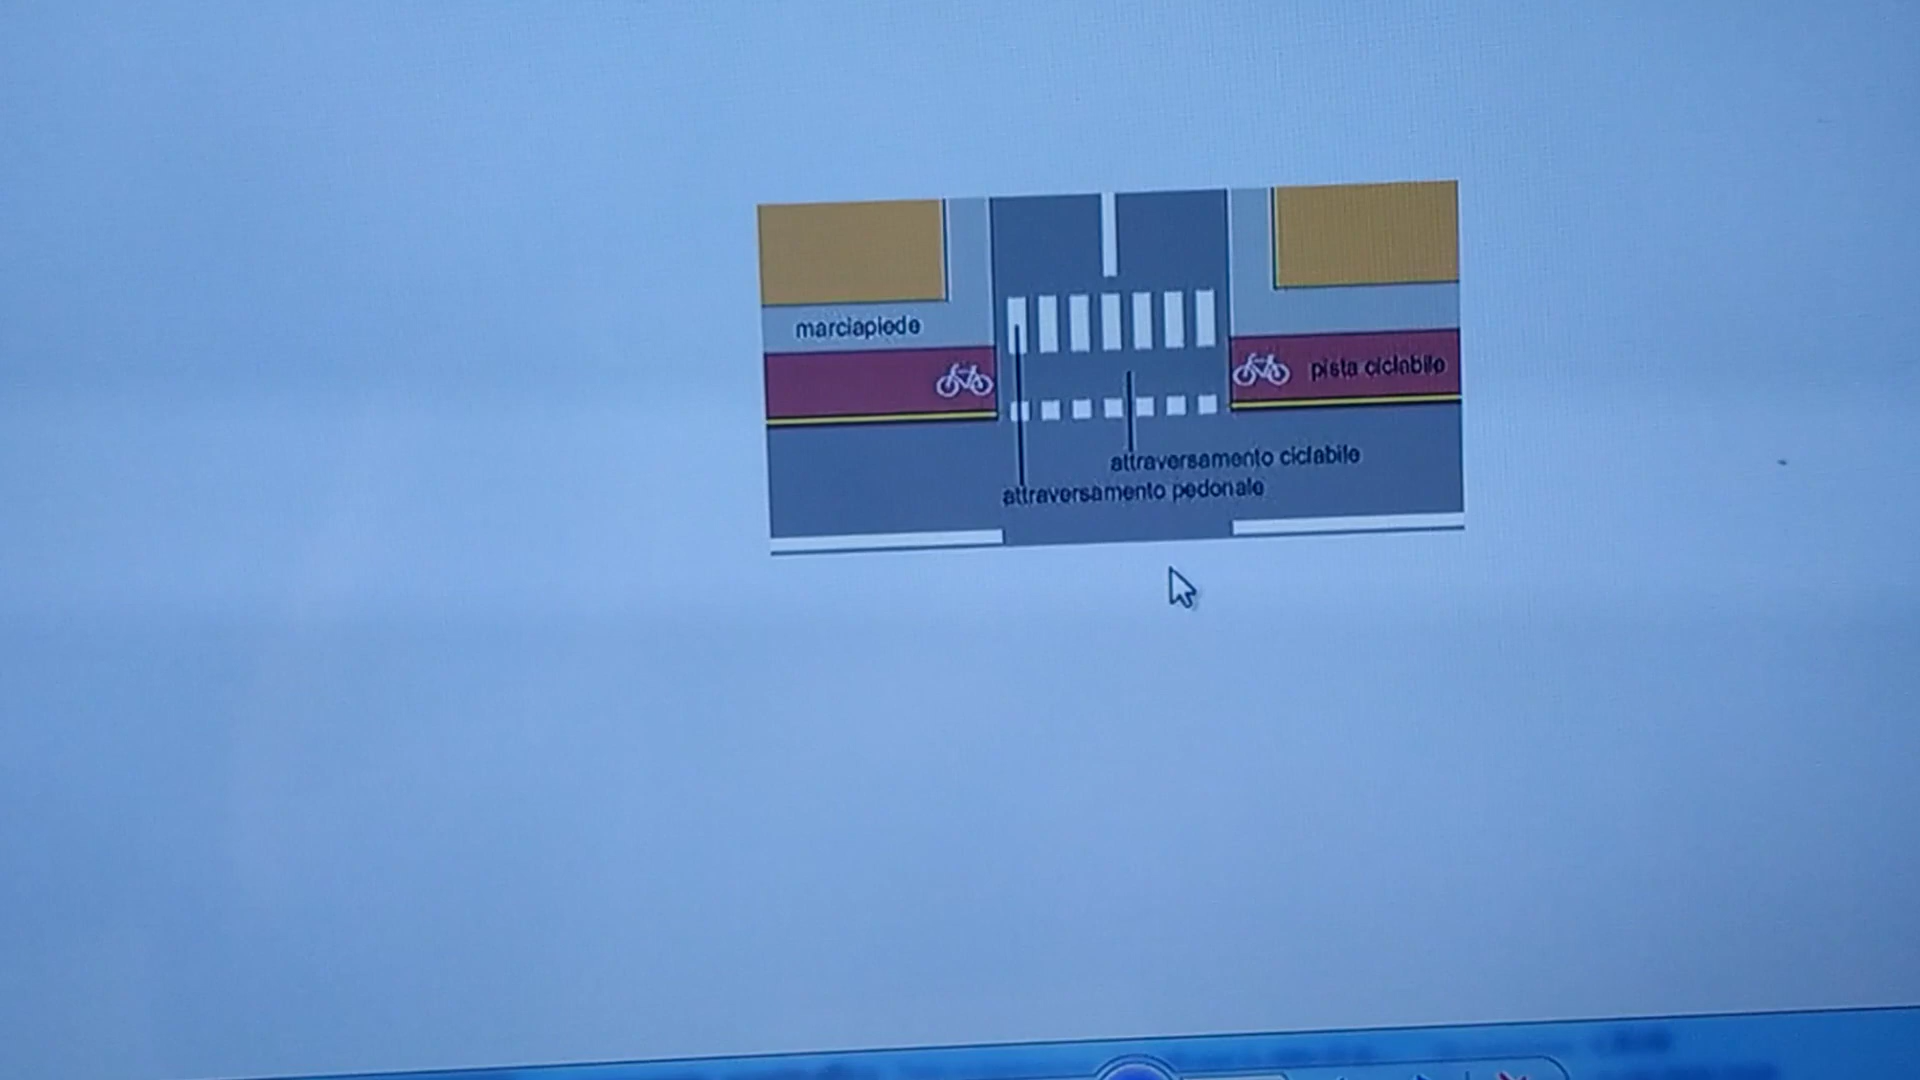 marciapiede
pista ciclabile
attraversamento ciclabile
attraversamento pedonale